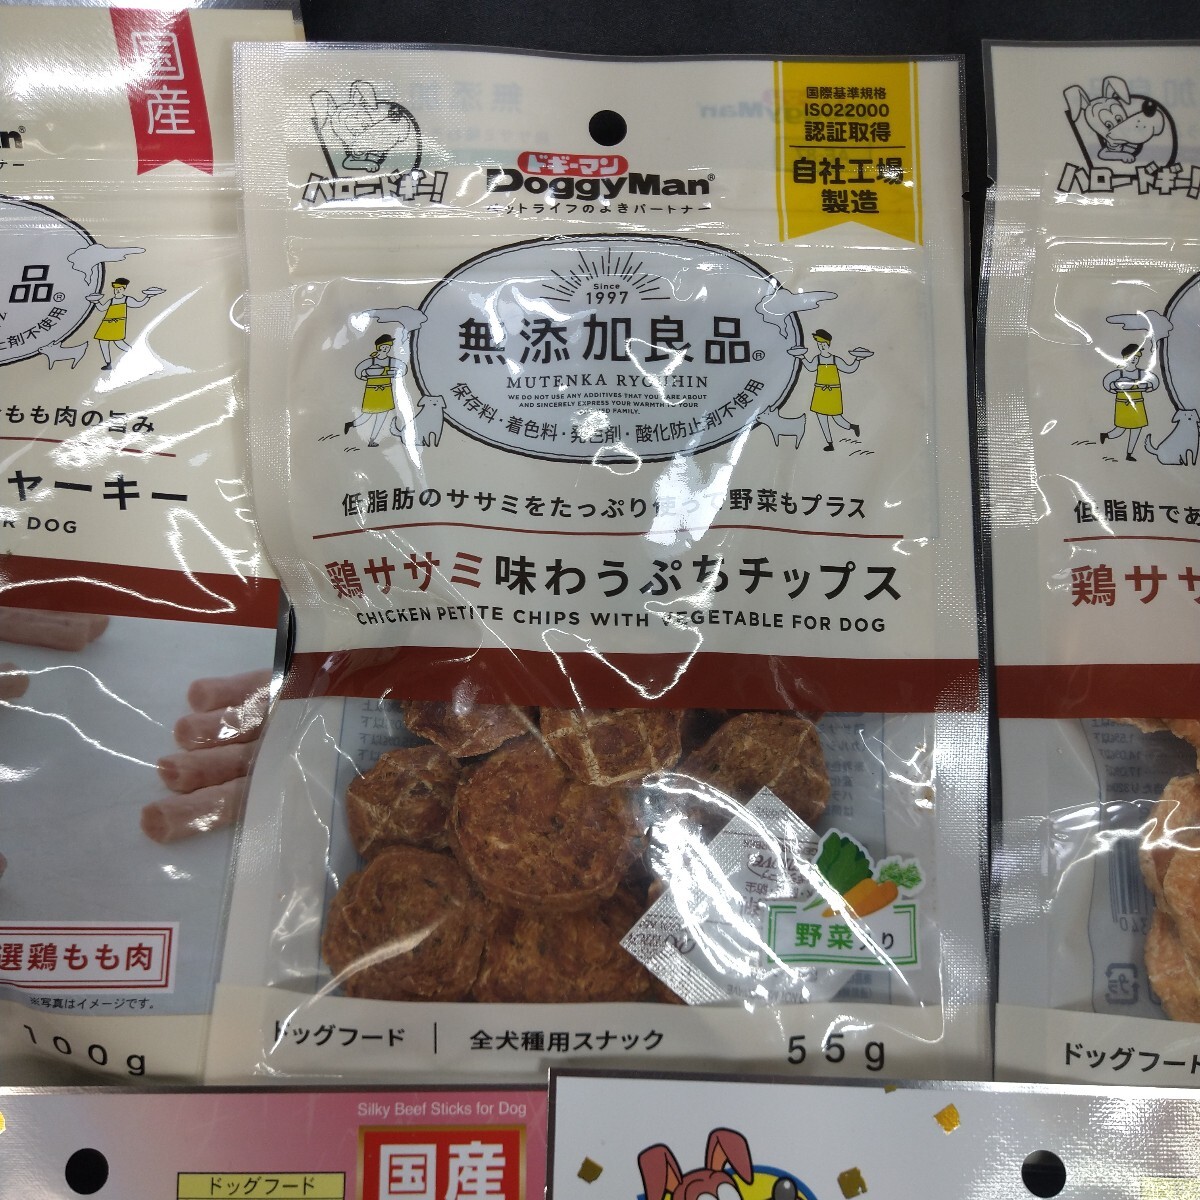 国産
品®
剤不使用
もも肉の旨み
ャーキー
R DOG
選鶏もも肉
※写真はイメージです。
100g
ハロードギー!
ドギーマン
DoggyMan®
ペットライフのよきパートナー
国際基準規格
ISO22000
認証取得
自社工場
製造
Since
1997
無添加良品®
MUTENKA RYOUHIN
WE DO NOT USE ANY ADDITIVES THAT YOU CARE ABOUT
AND SINCERELY EXPRESS YOUR WARMTH TO YOUR
FAMILY.
保存料・着色料・発色剤・酸化防止剤不使用
低脂肪のササミをたっぷり使って野菜もプラス
鶏ササミ味わうぷちチップス
CHICKEN PETITE CHIPS WITH VEGETABLE FOR DOG
野菜入り
ドッグフード
全犬種用スナック
55g
ハロードギー!
低脂肪であ
鶏ササ
プラ
ドッグフード
Silky Beef Sticks for Dog
国産
ドッグフード